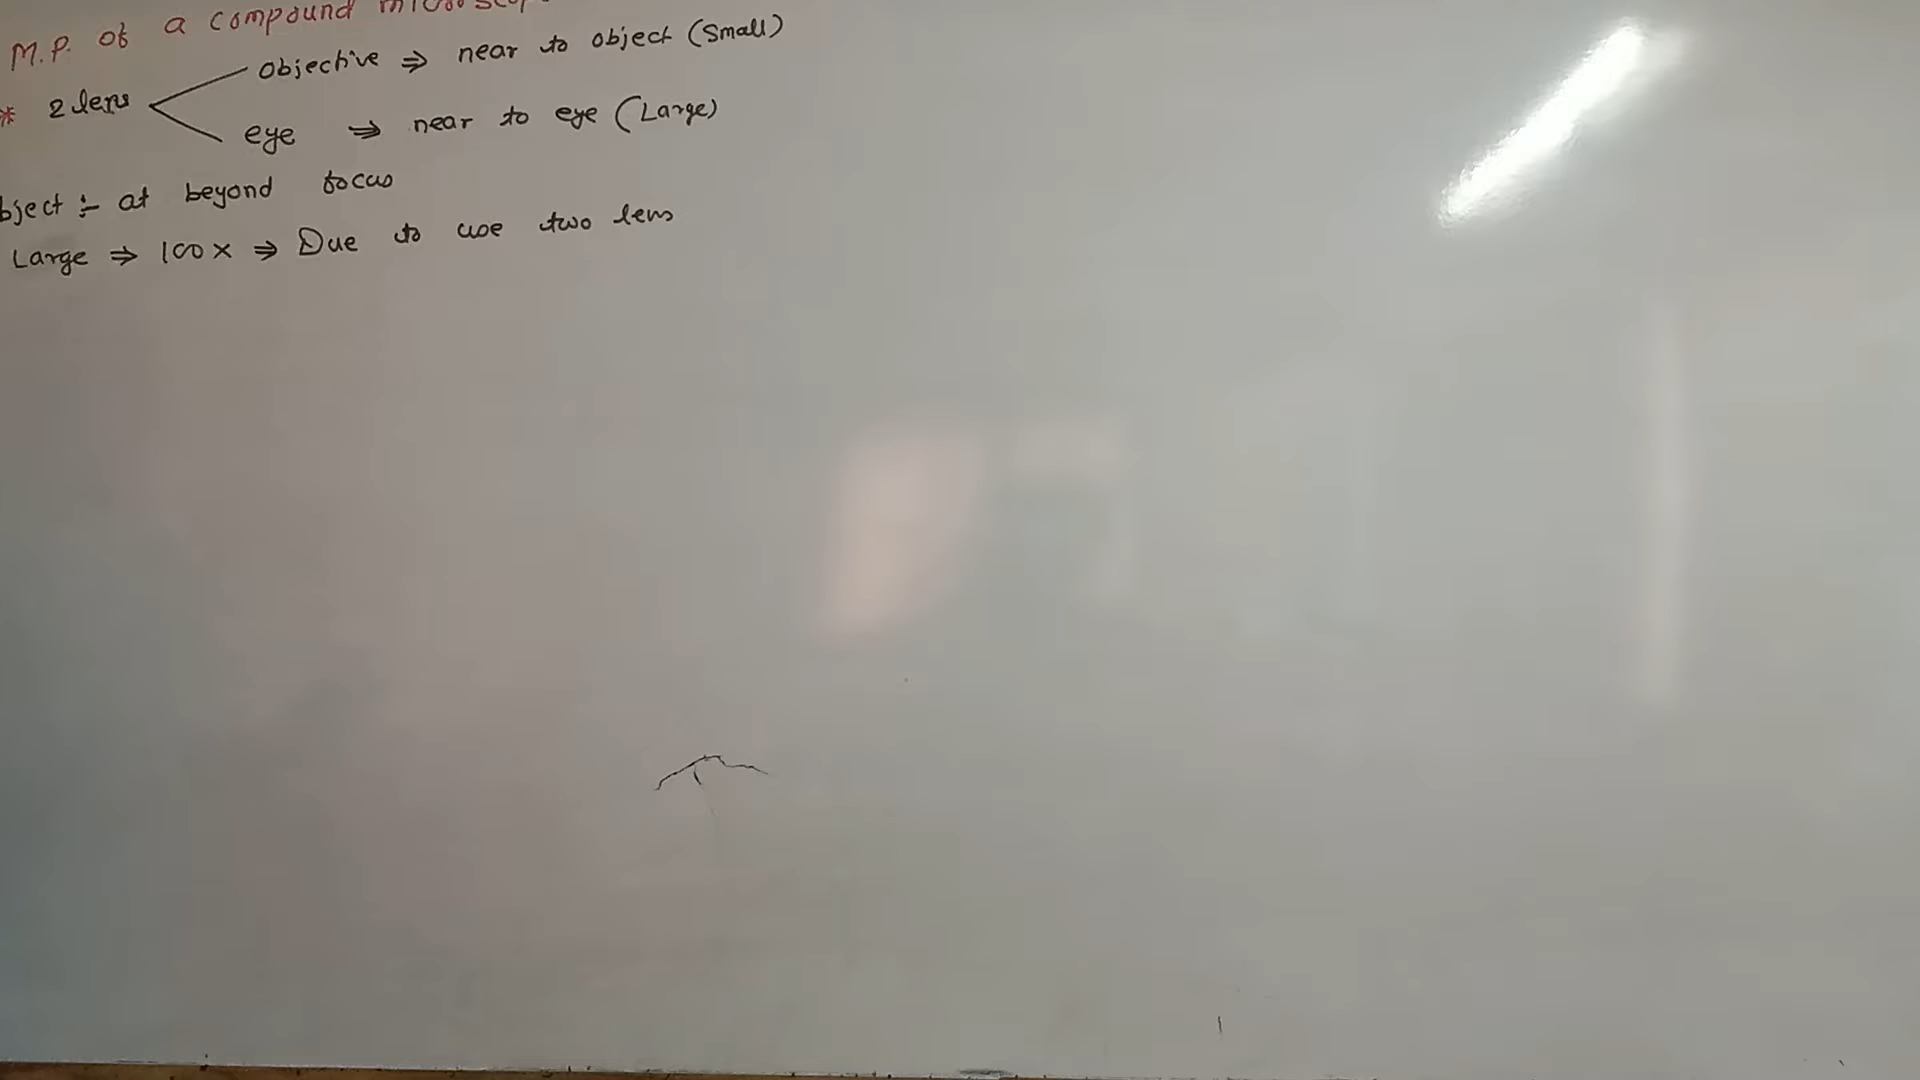 M.P. of a compound
* 2 lens
objective ⇒ near to object (Small)
eye ⇒ near to eye (Large)
bject :- at beyond focus
Large ⇒ 100 x ⇒ Due to use two lens